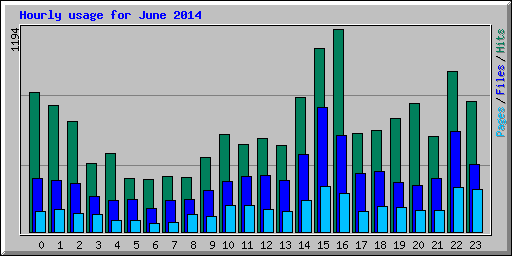 Hourly usage for June 2014
1194
Pages / Files / Hits
0 1 2 3 4 5 6 7 8 9 10 11 12 13 14 15 16 17 18 19 20 21 22 23